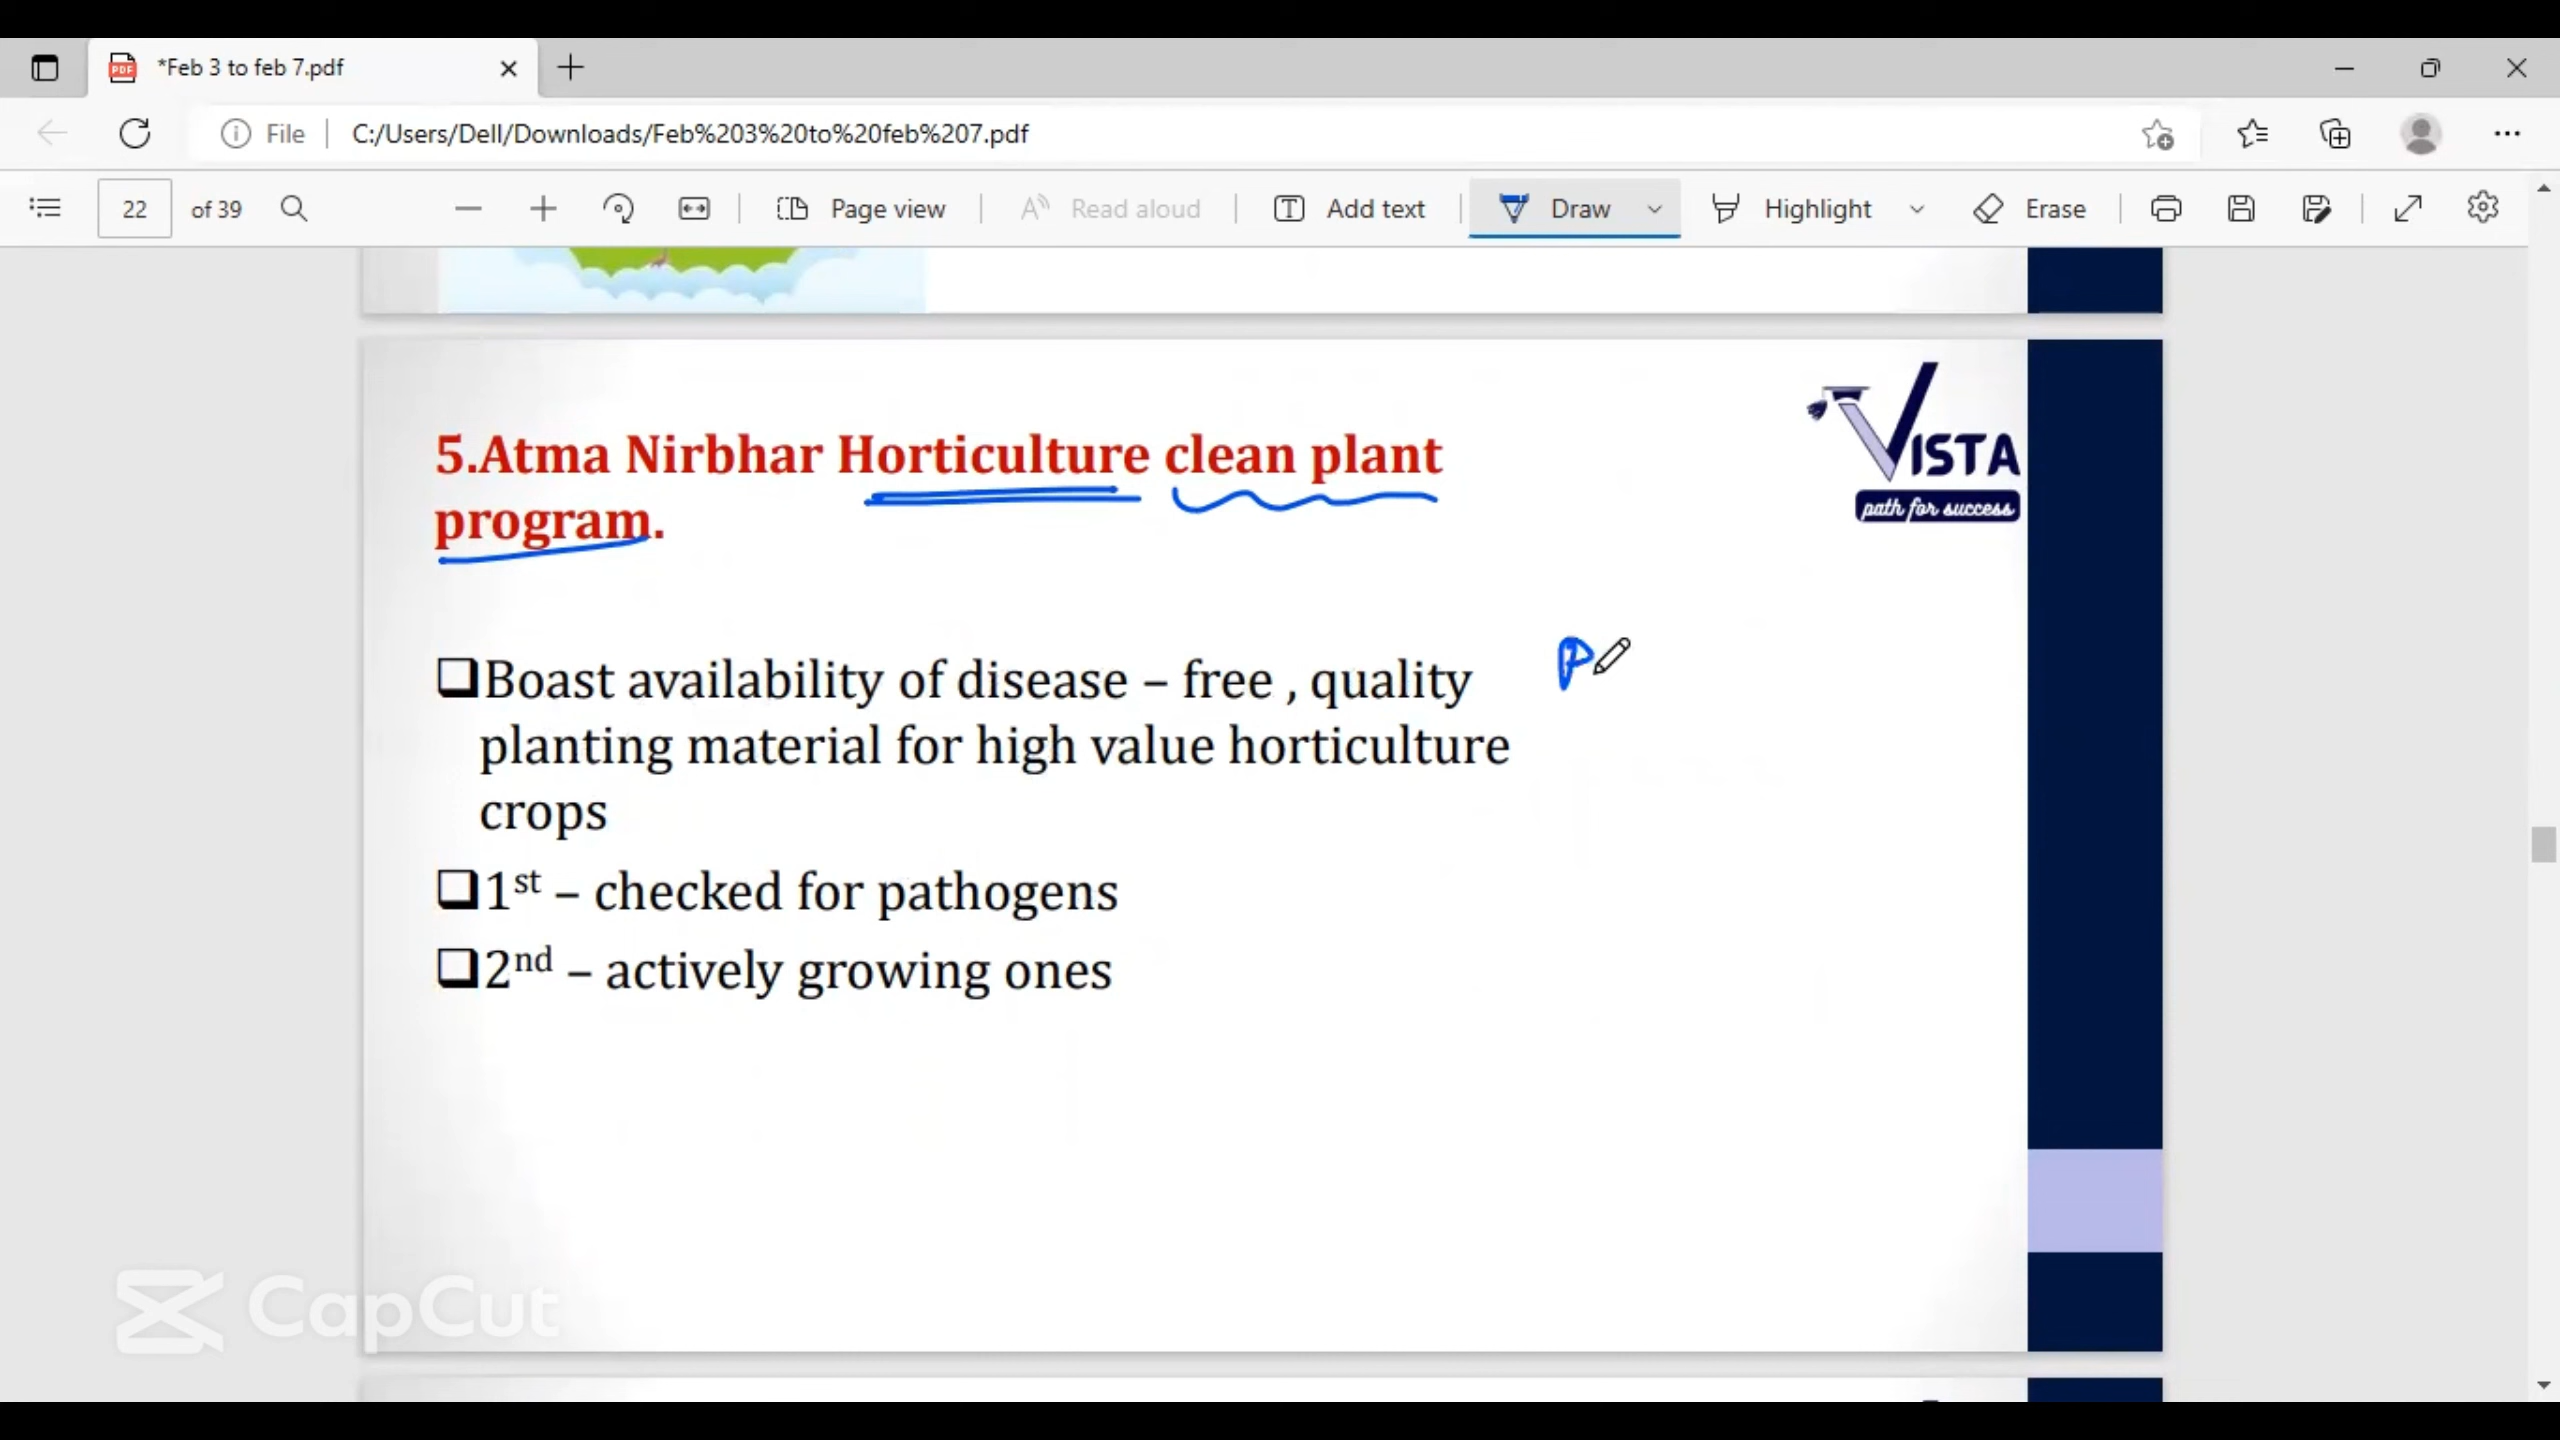 *Feb 3 to feb 7.pdf
File C:/Users/Dell/Downloads/Feb%203%20to%20feb%207.pdf
22 of 39 Page view Read aloud Add text Draw Highlight Erase
VISTA
path for success
5.Atma Nirbhar Horticulture clean plant
program.
P
Boast availability of disease – free , quality
planting material for high value horticulture
crops
1st – checked for pathogens
2nd – actively growing ones
CapCut